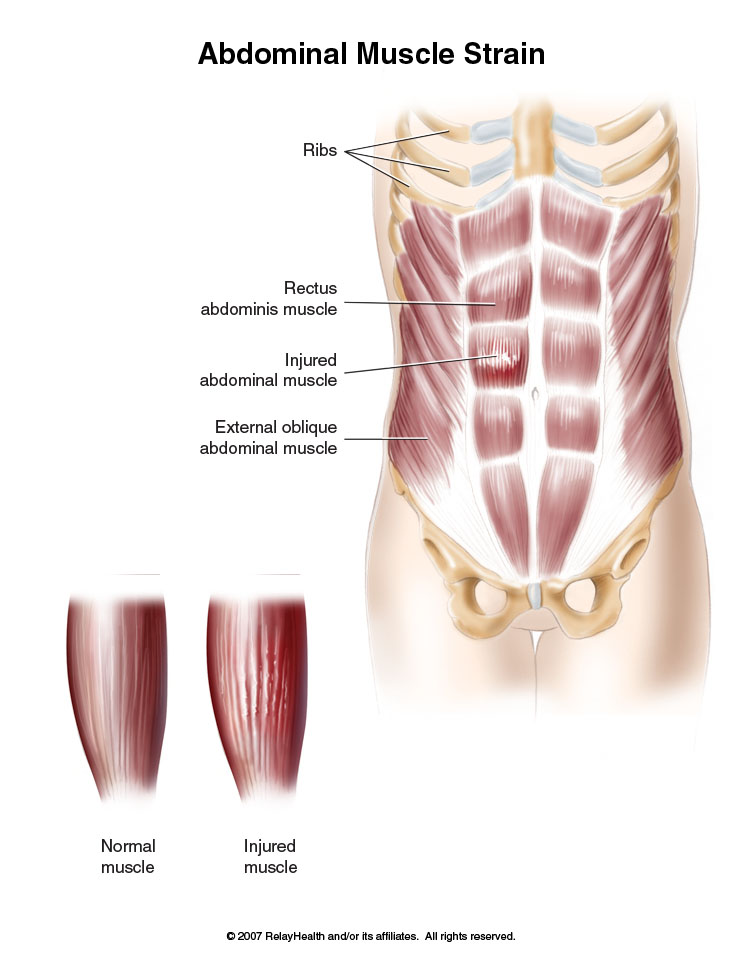 Abdominal Muscle Strain
Ribs
Rectus
abdominis muscle
Injured
abdominal muscle
External oblique
abdominal muscle
Normal
muscle
Injured
muscle
© 2007 RelayHealth and/or its affiliates.  All rights reserved.